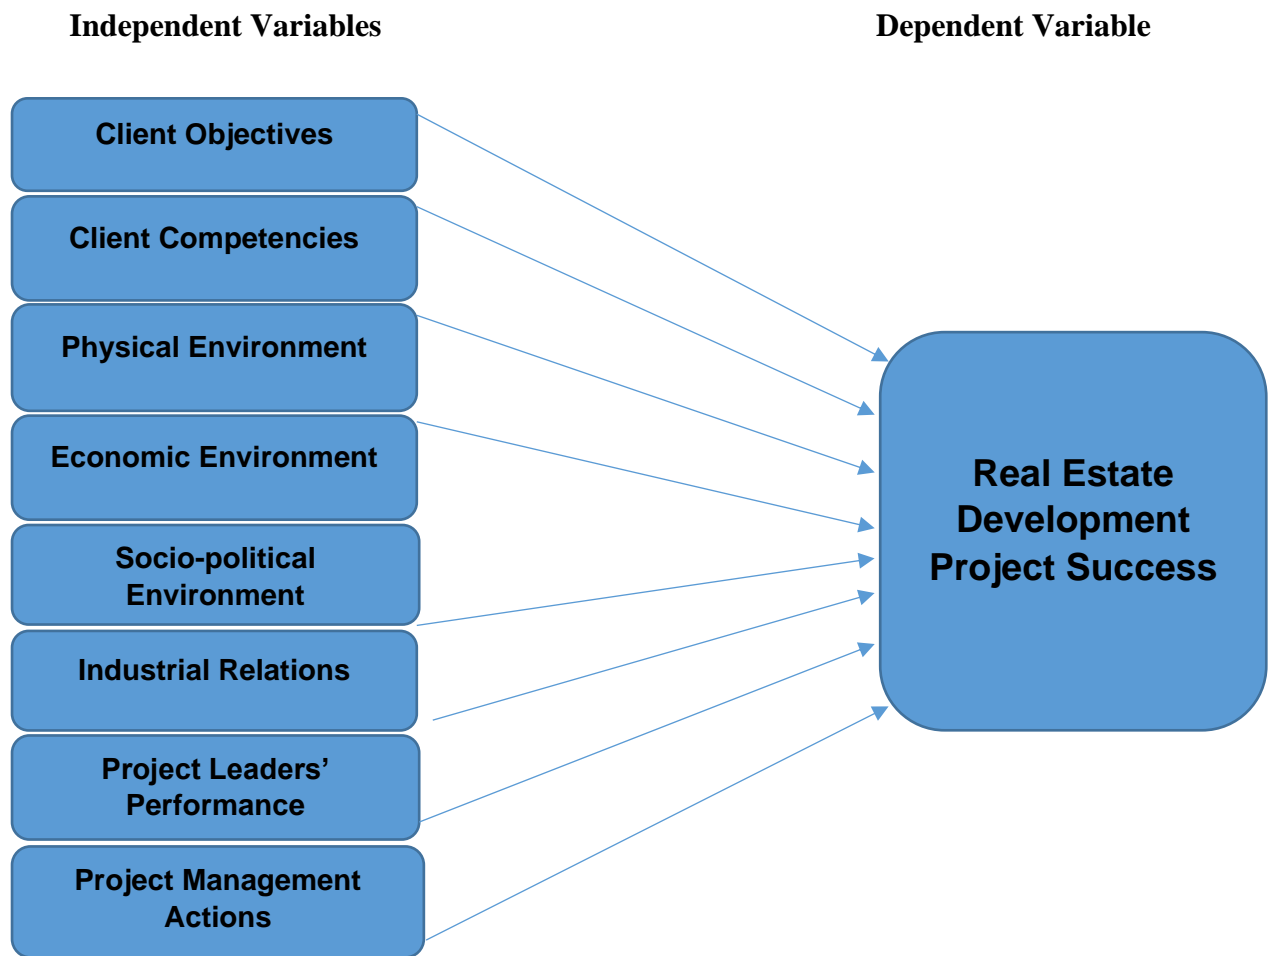 Independent Variables
Dependent Variable
Client Objectives
Client Competencies
Physical Environment
Economic Environment
Socio-political
Environment
Industrial Relations
Project Leaders’
Performance
Project Management
Actions
Real Estate
Development
Project Success